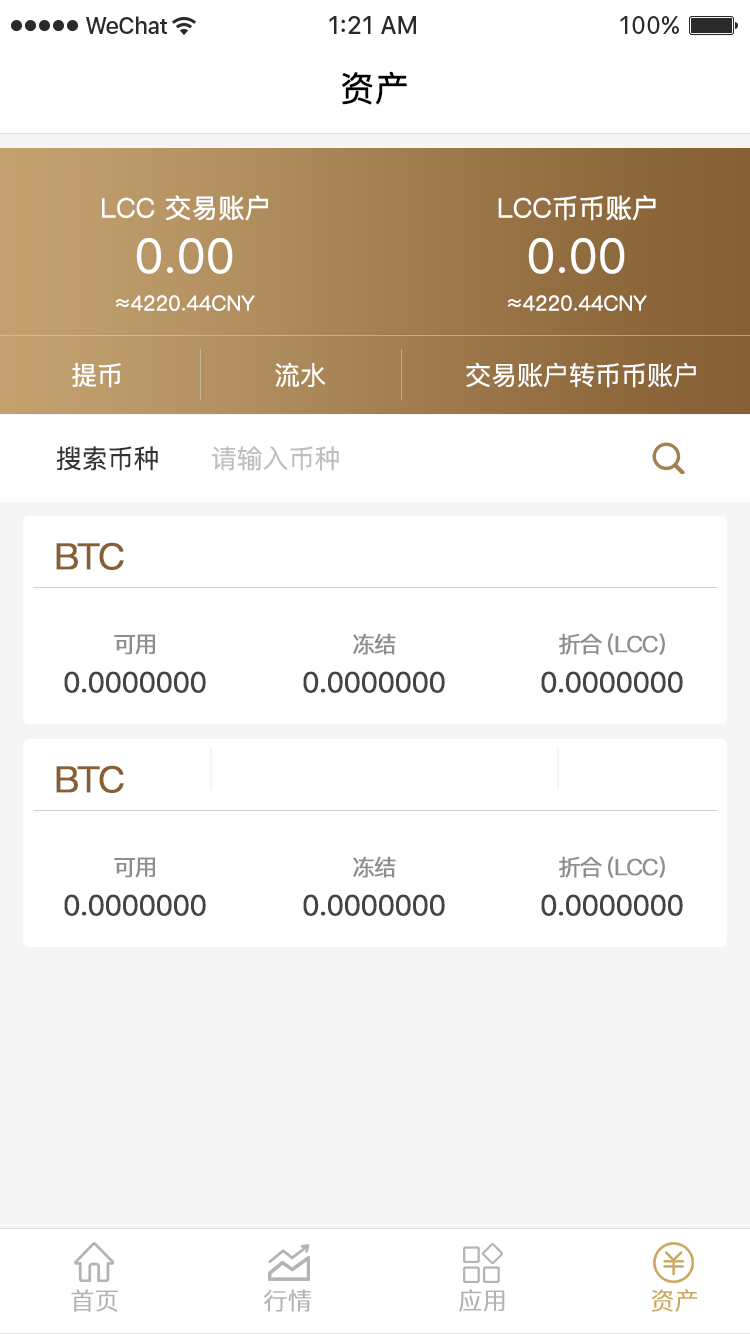 WeChat 1:21 AM 100%
资产
LCC 交易账户 LCC币币账户
0.00 0.00
≈4220.44CNY ≈4220.44CNY
提币 流水 交易账户转币币账户
搜索币种 请输入币种
BTC
可用 冻结 折合 (LCC)
0.0000000 0.0000000 0.0000000
BTC
可用 冻结 折合 (LCC)
0.0000000 0.0000000 0.0000000
首页 行情 应用 资产